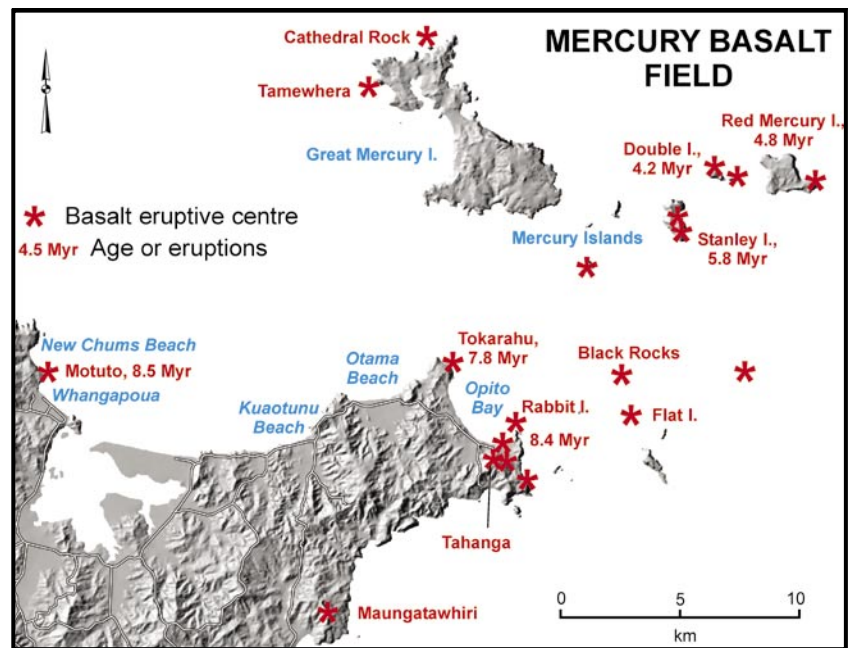 MERCURY BASALT
FIELD
Cathedral Rock
Tamewhera
Great Mercury I.
Red Mercury I.,
4.8 Myr
Double I.,
4.2 Myr
Basalt eruptive centre
4.5 Myr Age or eruptions
Mercury Islands
Stanley I.,
5.8 Myr
New Chums Beach
Motuto, 8.5 Myr
Whangapoua
Otama
Beach
Tokarahu,
7.8 Myr
Black Rocks
Kuaotunu
Beach
Opito
Bay
Rabbit I.
8.4 Myr
Flat I.
Tahanga
Maungatawhiri
0 5 10
km